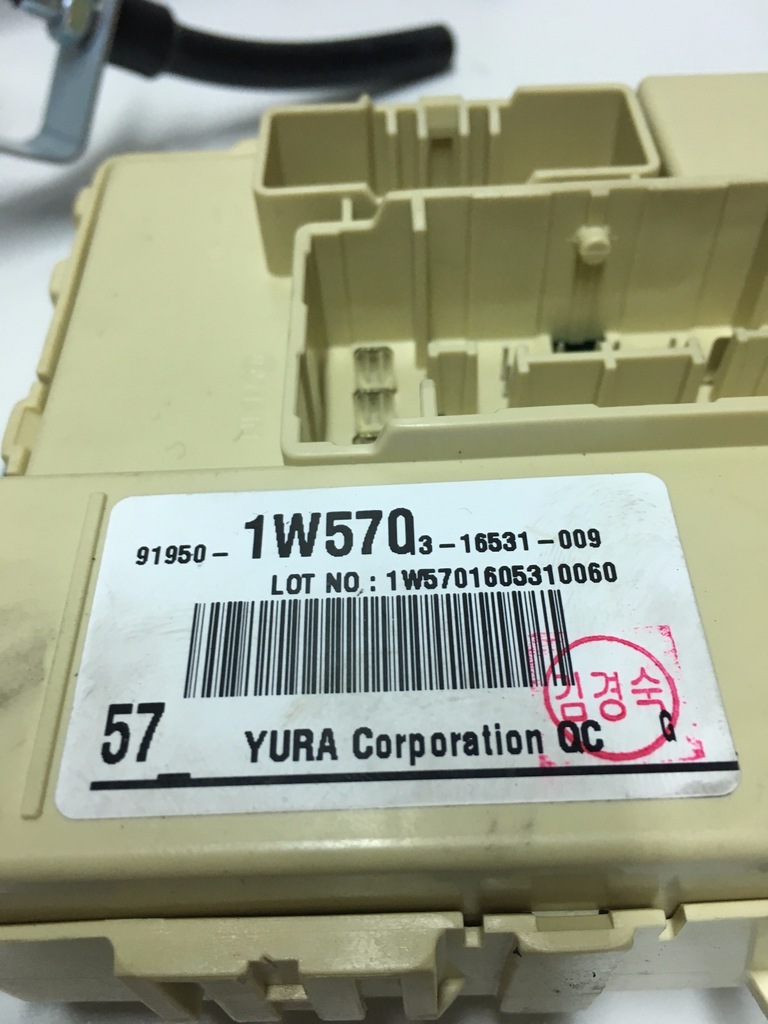 91950- 1W570 3-16531-009
LOT NO : 1W5701605310060
김경숙
57 YURA Corporation QC G